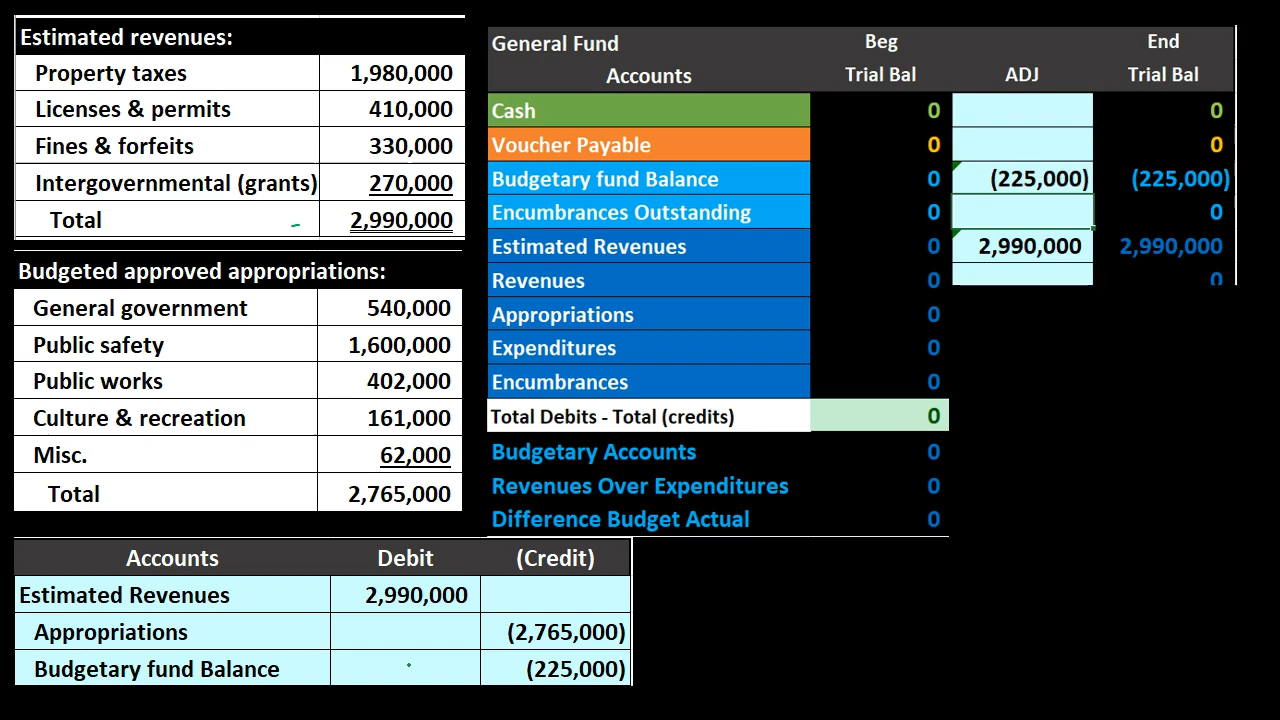 Estimated revenues:
Property taxes 1,980,000
Licenses & permits 410,000
Fines & forfeits 330,000
Intergovernmental (grants) 270,000
Total 2,990,000
Budgeted approved appropriations:
General government 540,000
Public safety 1,600,000
Public works 402,000
Culture & recreation 161,000
Misc. 62,000
Total 2,765,000
General Fund Beg End
Accounts Trial Bal ADJ Trial Bal
Cash 0 0
Voucher Payable 0 0
Budgetary fund Balance 0 (225,000) (225,000)
Encumbrances Outstanding 0 0
Estimated Revenues 0 2,990,000 2,990,000
Revenues 0 0
Appropriations 0
Expenditures 0
Encumbrances 0
Total Debits - Total (credits) 0
Budgetary Accounts 0
Revenues Over Expenditures 0
Difference Budget Actual 0
Accounts Debit (Credit)
Estimated Revenues 2,990,000
Appropriations (2,765,000)
Budgetary fund Balance (225,000)